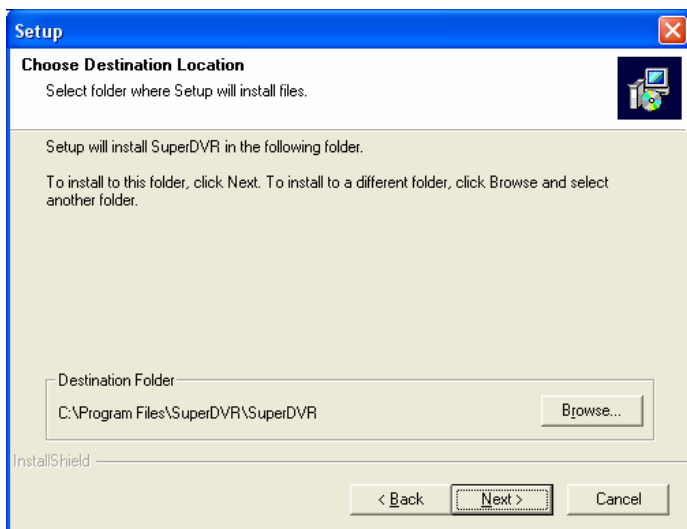 Setup
Choose Destination Location
Select folder where Setup will install files.
Setup will install SuperDVR in the following folder.
To install to this folder, click Next. To install to a different folder, click Browse and select
another folder.
Destination Folder
C:\Program Files\SuperDVR\SuperDVR
Browse...
InstallShield
< Back
Next >
Cancel